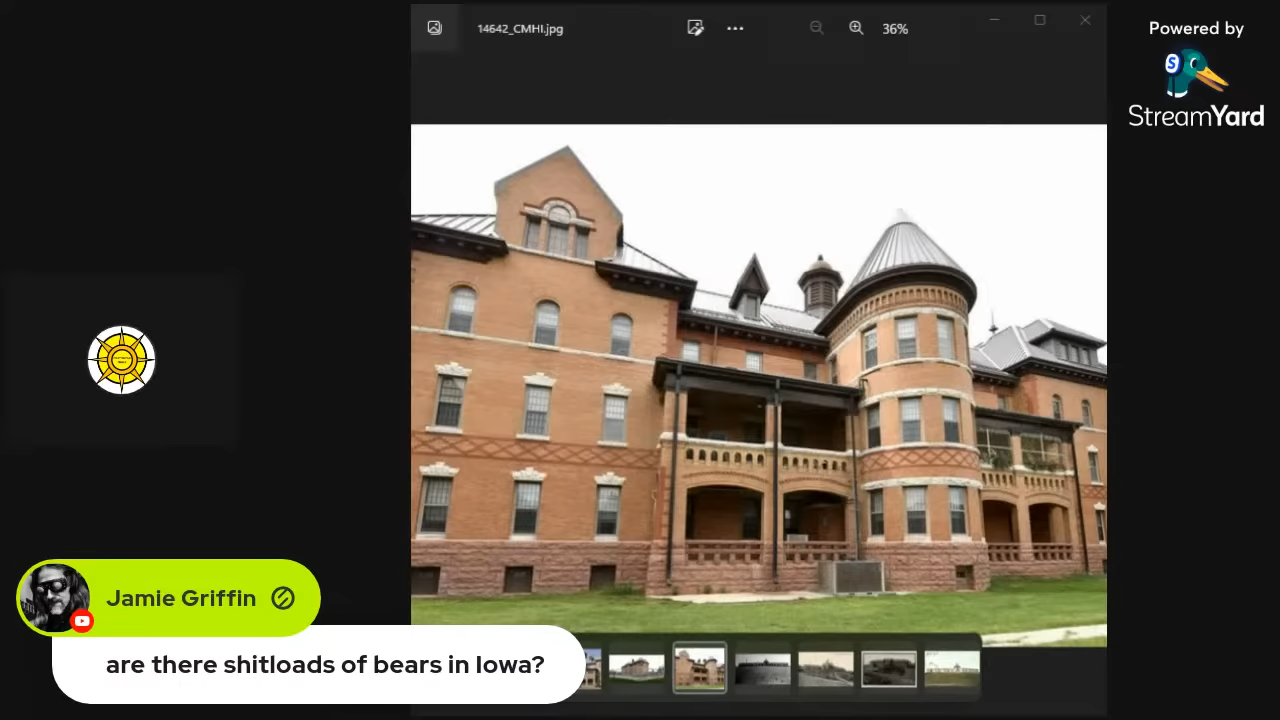 14642_CMHI.jpg
36%
Powered by
StreamYard
S
Jamie Griffin
are there shitloads of bears in Iowa?